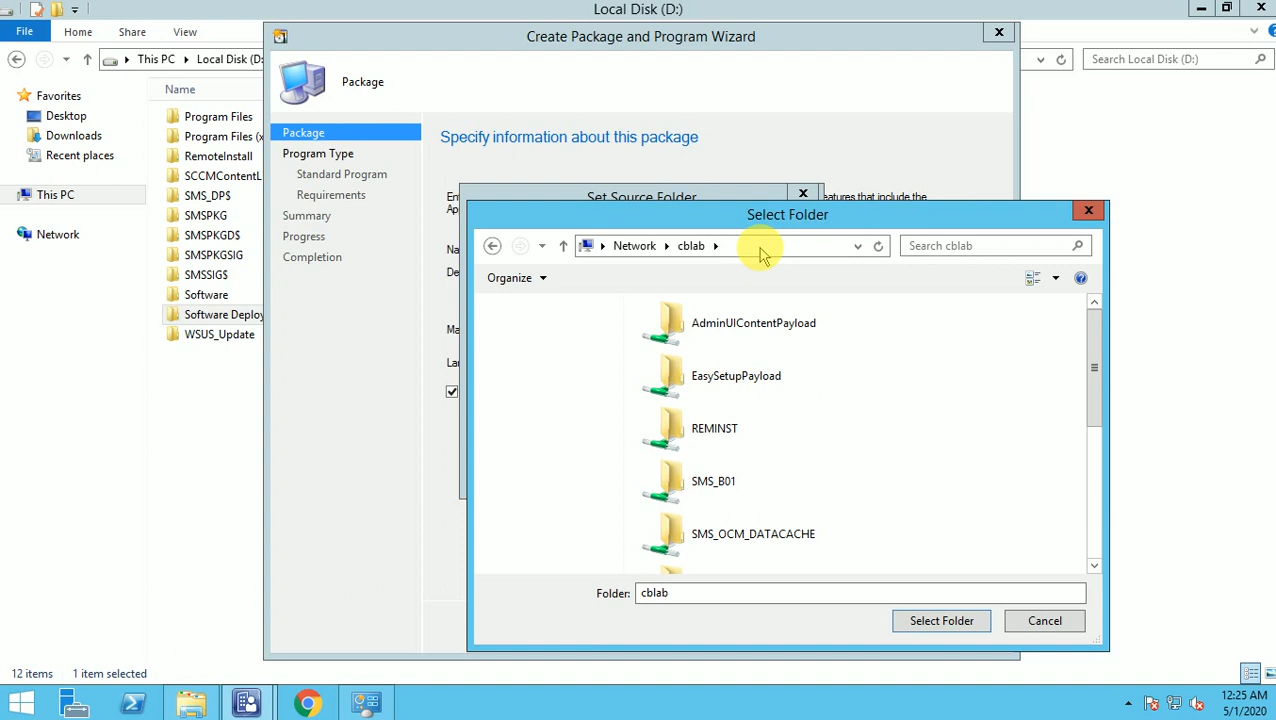 Local Disk (D:)
File
Home
Share
View
This PC
Local Disk (D:
Search Local Disk (D:)
Favorites
Desktop
Downloads
Recent places
This PC
Network
Name
Program Files
Program Files (x
RemoteInstall
SCCMContentL
SMS_DP$
SMSPKG
SMSPKGD$
SMSPKGSIG
SMSSIG$
Software
Software Deploy
WSUS_Update
12 items
1 item selected
Create Package and Program Wizard
Package
Package
Program Type
Standard Program
Requirements
Summary
Progress
Completion
Specify information about this package
Set Source Folder
eatures that include the
Select Folder
Network
cblab
Search cblab
Organize
AdminUIContentPayload
EasySetupPayload
REMINST
SMS_B01
SMS_OCM_DATACACHE
Folder:
cblab
Select Folder
Cancel
12:25 AM
5/1/2020